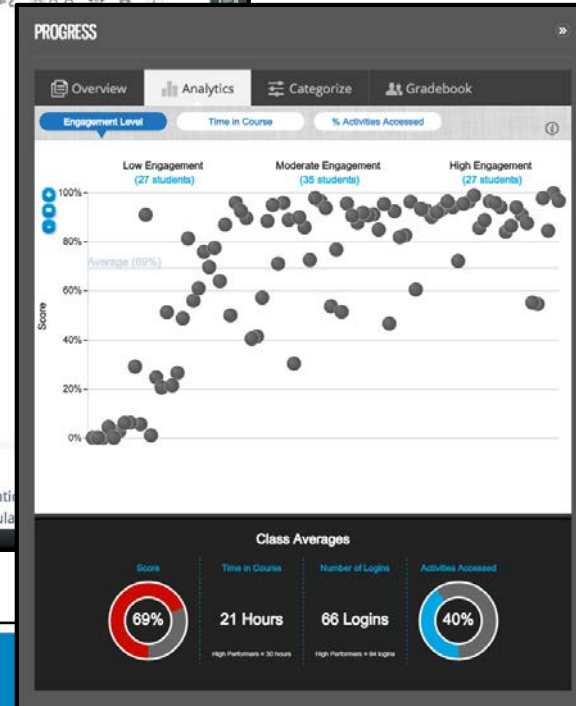 PROGRESS »
Overview Analytics Categorize Gradebook
Engagement Level Time in Course % Activities Accessed
Low Engagement Moderate Engagement High Engagement
(27 students) (35 students) (27 students)
100%
80%
Average (69%)
60%
Score
40%
20%
0%
Class Averages
Score Time in Course Number of Logins Activities Accessed
69% 21 Hours 66 Logins 40%
High Performers = 30 hours High Performers = 94 logins